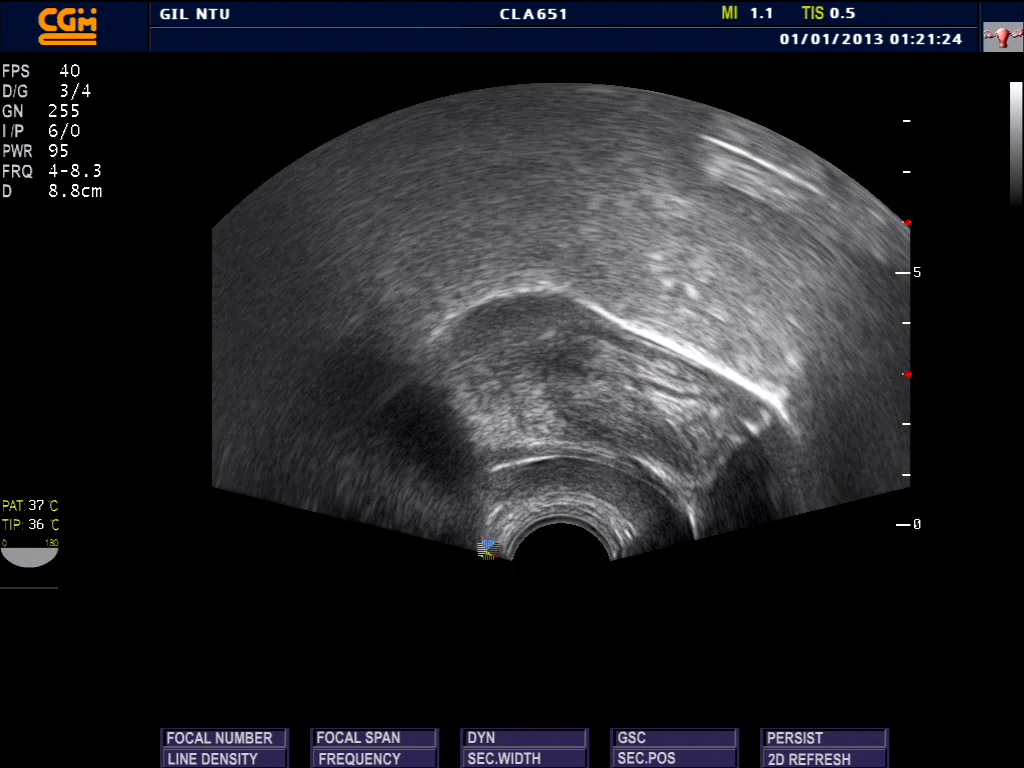 CGM
GIL NTU CLA651 MI 1.1 TIS 0.5
01/01/2013 01:21:24
FPS 40
D/G 3/4
GN 255
I/P 6/0
PWR 95
FRQ 4-8.3
D 8.8cm
5
PAT: 37 °C
TIP: 36 °C
0 180
0
FOCAL NUMBER FOCAL SPAN DYN GSC PERSIST
LINE DENSITY FREQUENCY SEC.WIDTH SEC.POS 2D REFRESH